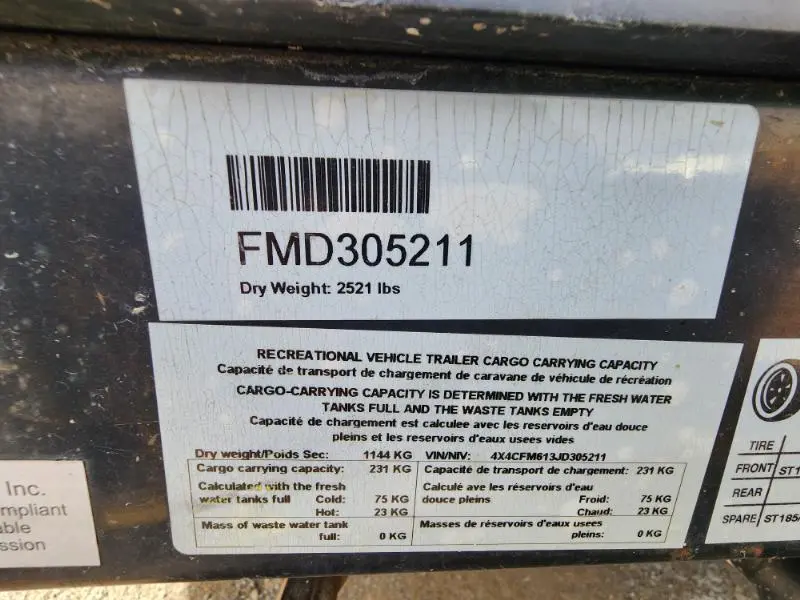 FMD305211
Dry Weight: 2521 lbs
RECREATIONAL VEHICLE TRAILER CARGO CARRYING CAPACITY
Capacité de transport de chargement de caravane de véhicule de récréation
CARGO-CARRYING CAPACITY IS DETERMINED WITH THE FRESH WATER
TANKS FULL AND THE WASTE TANKS EMPTY
Capacité de chargement est calculee avec les reservoirs d'eau douce
pleins et les reservoirs d'eaux usees vides
Dry weight/Poids Sec: 1144 KG VIN/NIV: 4X4CFM613JD305211
Cargo carrying capacity: 231 KG Capacitie de transport de chargement: 231 KG
Calculated with the fresh Calculé ave les réservoirs d'eau
water tanks full Cold: 75 KG douce pleins Froid: 75 KG
Hot: 23 KG Chaud: 23 KG
Mass of waste water tank Masses de réservoirs d'eaux usees
full: 0 KG pleins: 0 KG
Inc.
mpliant
able
ssion
TIRE
FRONT ST1
REAR
SPARE ST185